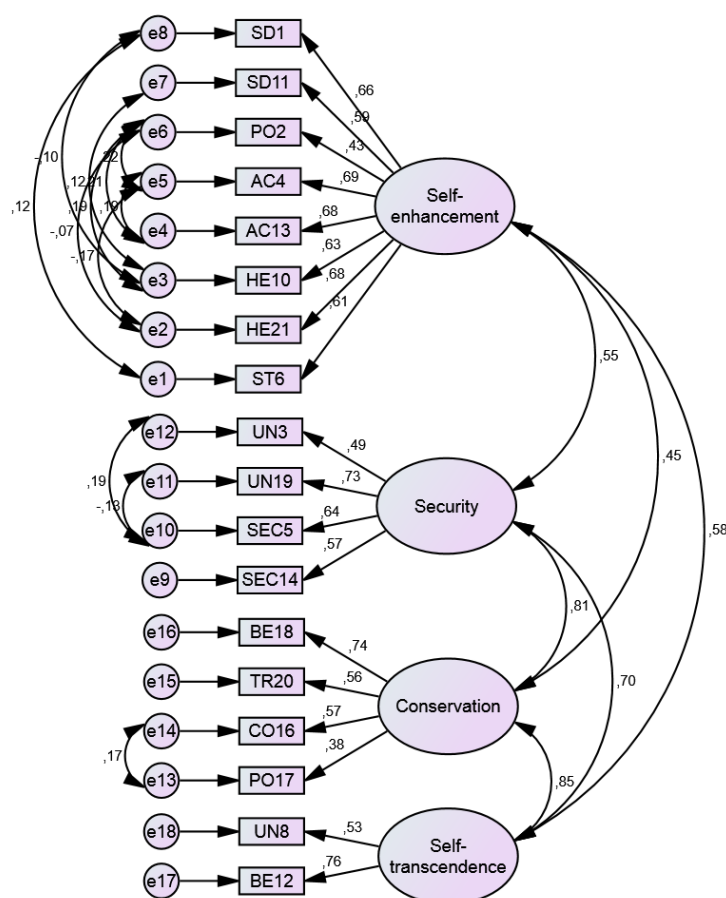 e8
SD1
,66
e7
SD11
,59
e6
PO2
,43
,22
-,10
e5
AC4
,69
Self-
enhancement
,12
,21
,12
,19
,19
e4
AC13
,68
-,07
-,17
e3
HE10
,63
e2
HE21
,68
,61
e1
ST6
,55
e12
UN3
,49
,45
,19
e11
UN19
,73
-,13
e10
SEC5
,64
Security
,58
e9
SEC14
,57
e16
BE18
,74
,81
e15
TR20
,56
,70
e14
CO16
,57
Conservation
,17
e13
PO17
,38
,85
e18
UN8
,53
Self-
transcendence
e17
BE12
,76